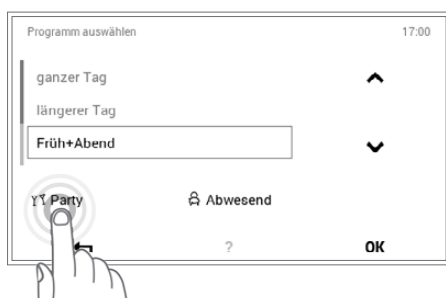 Programm auswählen 17:00
ganzer Tag
längerer Tag
Früh+Abend
Party Abwesend
? OK